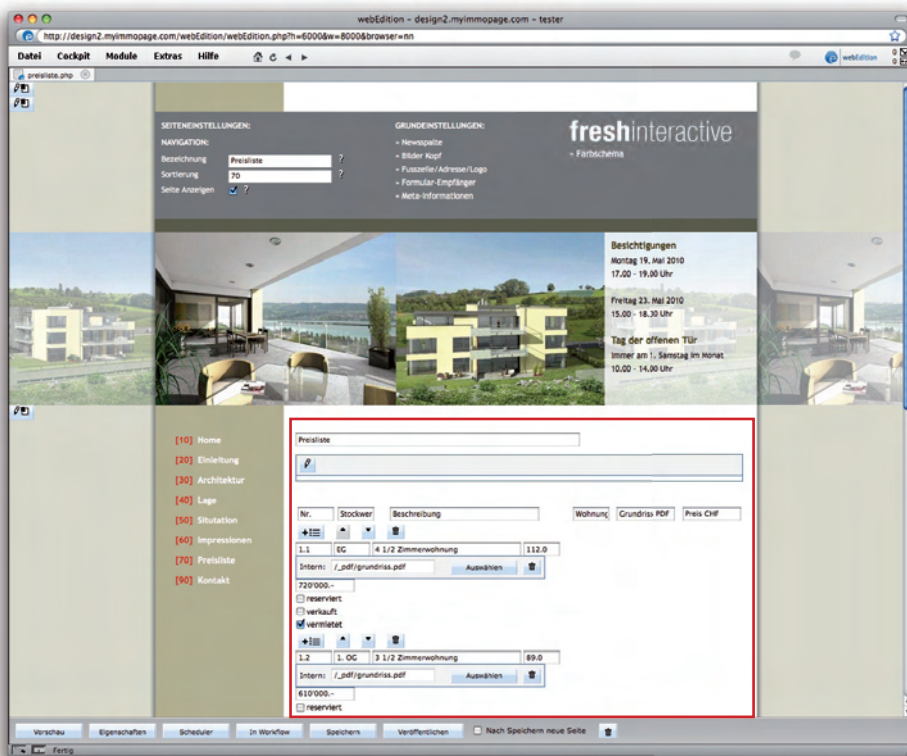 webEdition – design2.myimmopage.com – tester
http://design2.myimmopage.com/webEdition/webEdition.php?h=6000&w=8000&browser=nn
Datei Cockpit Module Extras Hilfe
webEdition
0
0
preisliste.php
SEITENEINSTELLUNGEN:
NAVIGATION:
Bezeichnung Preisliste ?
Sortierung 70 ?
Seite Anzeigen ?
GRUNDEINSTELLUNGEN:
- Newsspalte
- Bilder Kopf
- Fusszeile/Adresse/Logo
- Formular-Empfänger
- Meta-Informationen
freshinteractive
- Farbschema
Besichtigungen
Montag 19. Mai 2010
17.00 - 19.00 Uhr
Freitag 23. Mai 2010
15.00 - 18.30 Uhr
Tag der offenen Tür
Immer am 1. Samstag im Monat
10.00 - 14.00 Uhr
[10] Home
[20] Einleitung
[30] Architektur
[40] Lage
[50] Situtation
[60] Impressionen
[70] Preisliste
[90] Kontakt
Preisliste
Nr. Stockwer Beschreibung Wohnung Grundriss PDF Preis CHF
1.1 EG 4 1/2 Zimmerwohnung 112.0
Intern: /_pdf/grundriss.pdf Auswählen
720'000.-
reserviert
verkauft
vermietet
1.2 1. OG 3 1/2 Zimmerwohnung 89.0
Intern: /_pdf/grundriss.pdf Auswählen
610'000.-
reserviert
Vorschau Eigenschaften Scheduler In Workflow Speichern Veröffentlichen Nach Speichern neue Seite
Fertig